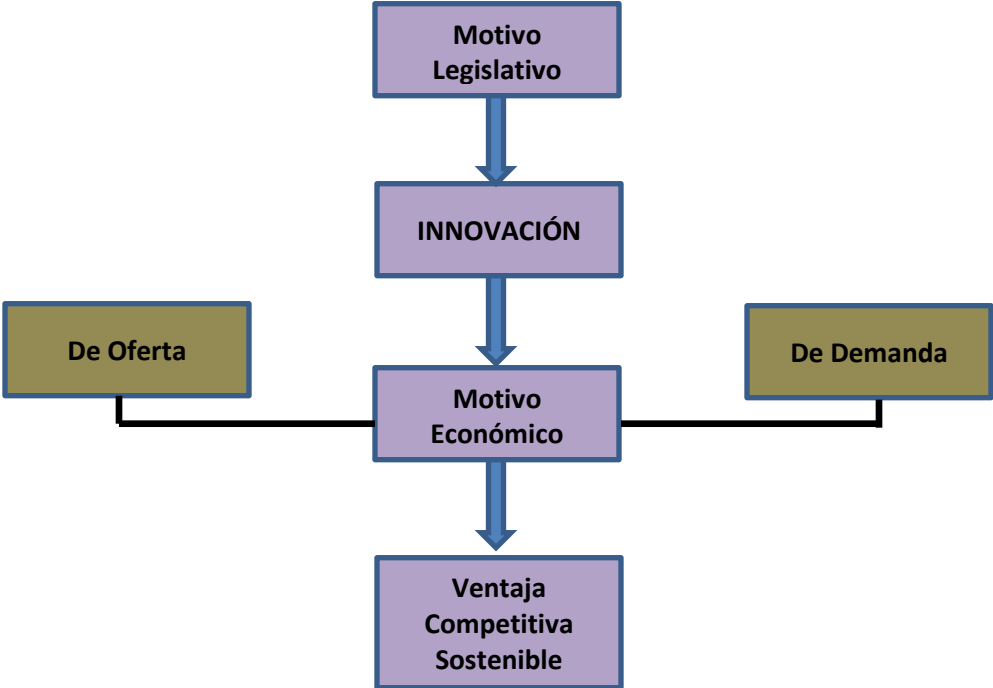 Motivo
Legislativo
INNOVACIÓN
De Oferta
De Demanda
Motivo
Económico
Ventaja
Competitiva
Sostenible